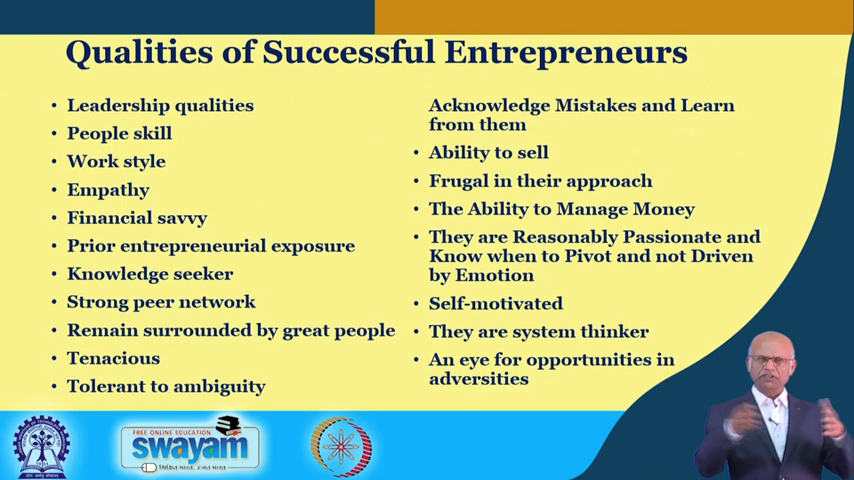 Qualities of Successful Entrepreneurs
• Leadership qualities
• People skill
• Work style
• Empathy
• Financial savvy
• Prior entrepreneurial exposure
• Knowledge seeker
• Strong peer network
• Remain surrounded by great people
• Tenacious
• Tolerant to ambiguity
Acknowledge Mistakes and Learn
from them
• Ability to sell
• Frugal in their approach
• The Ability to Manage Money
• They are Reasonably Passionate and
Know when to Pivot and not Driven
by Emotion
• Self-motivated
• They are system thinker
• An eye for opportunities in
adversities
FREE ONLINE EDUCATION
swayam
शिक्षित भारत, उन्नत भारत